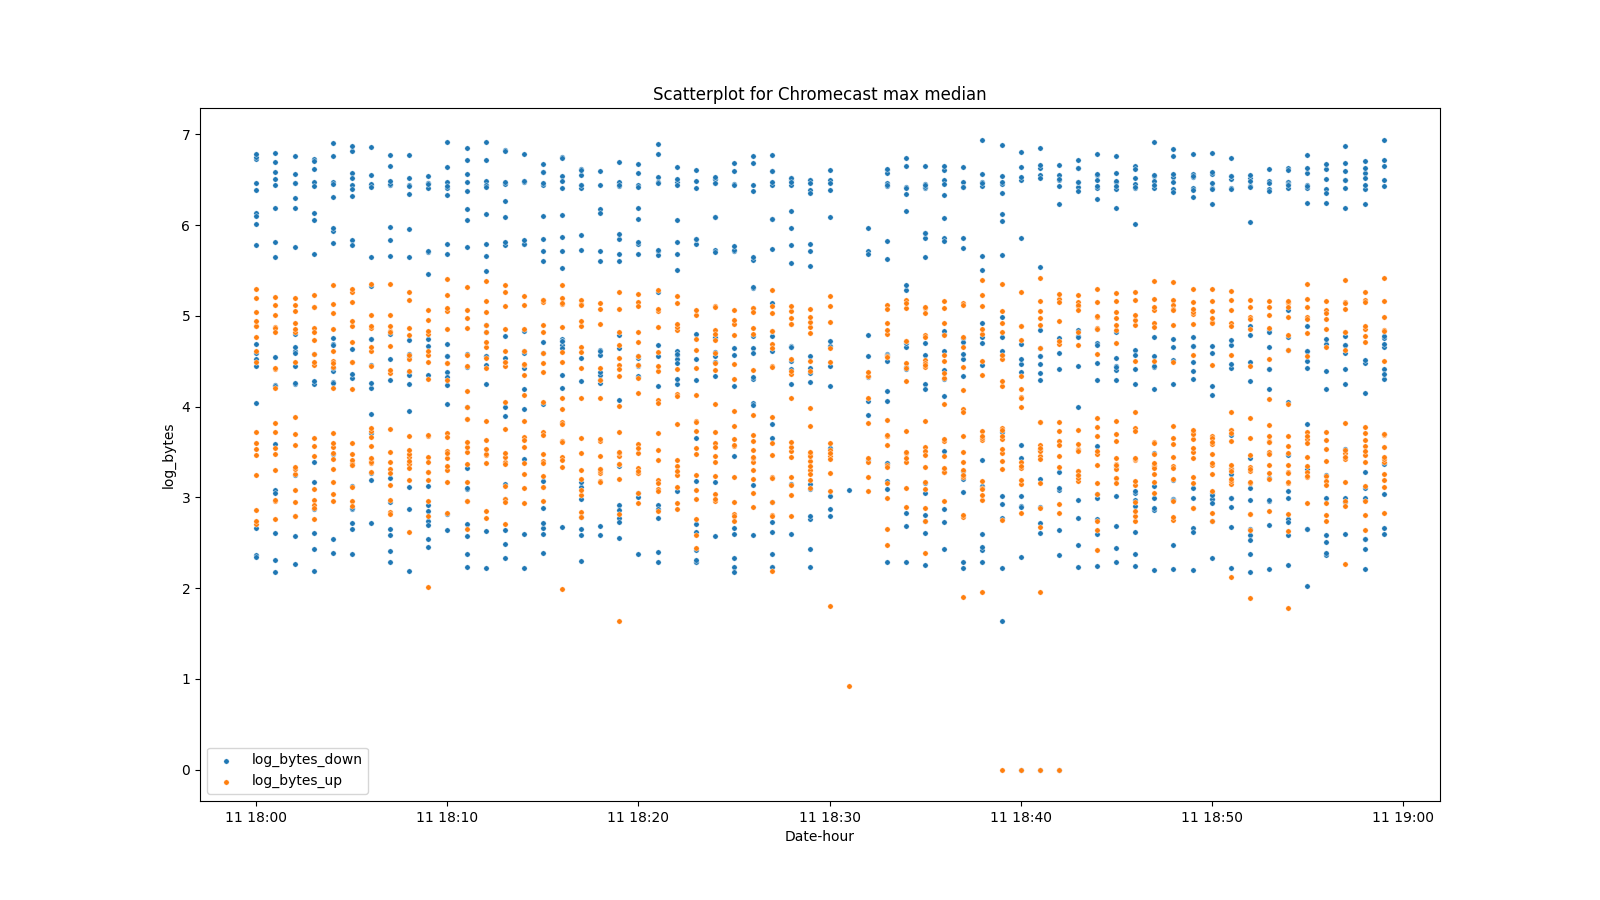 Scatterplot for Chromecast max median
7
6
5
4
3
2
1
0
log_bytes
log_bytes_down
log_bytes_up
11 18:00 11 18:10 11 18:20 11 18:30 11 18:40 11 18:50 11 19:00
Date-hour